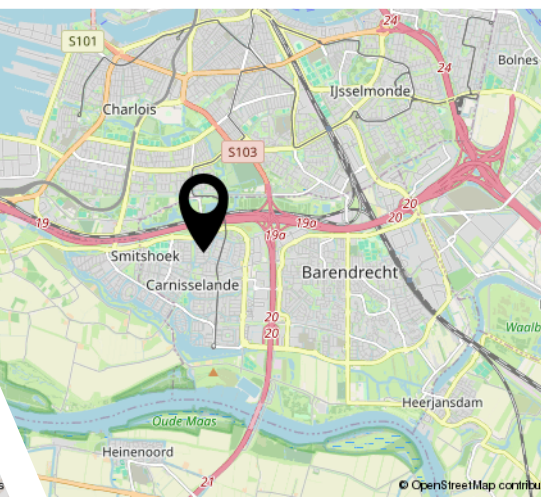 24
S101
Bolnes
24
IJsselmonde
Charlois
S103
20
19
19a
20
19a
Smitshoek
Barendrecht
Carnisselande
20
20
Waalb
Heerjansdam
Oude Maas
Heinenoord
21
s
© OpenStreetMap contribu